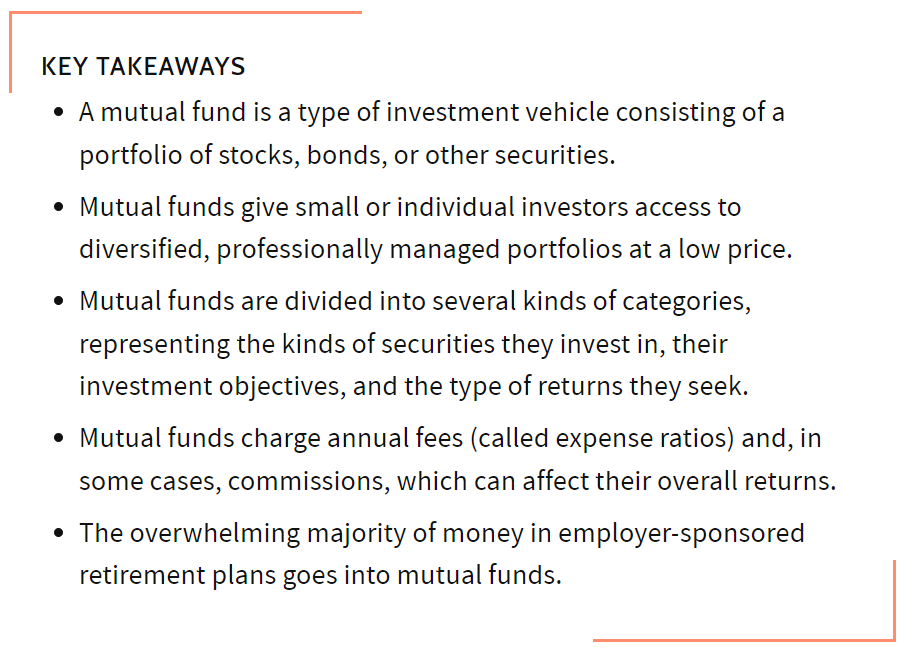 KEY TAKEAWAYS
• A mutual fund is a type of investment vehicle consisting of a
portfolio of stocks, bonds, or other securities.
• Mutual funds give small or individual investors access to
diversified, professionally managed portfolios at a low price.
• Mutual funds are divided into several kinds of categories,
representing the kinds of securities they invest in, their
investment objectives, and the type of returns they seek.
• Mutual funds charge annual fees (called expense ratios) and, in
some cases, commissions, which can affect their overall returns.
• The overwhelming majority of money in employer-sponsored
retirement plans goes into mutual funds.